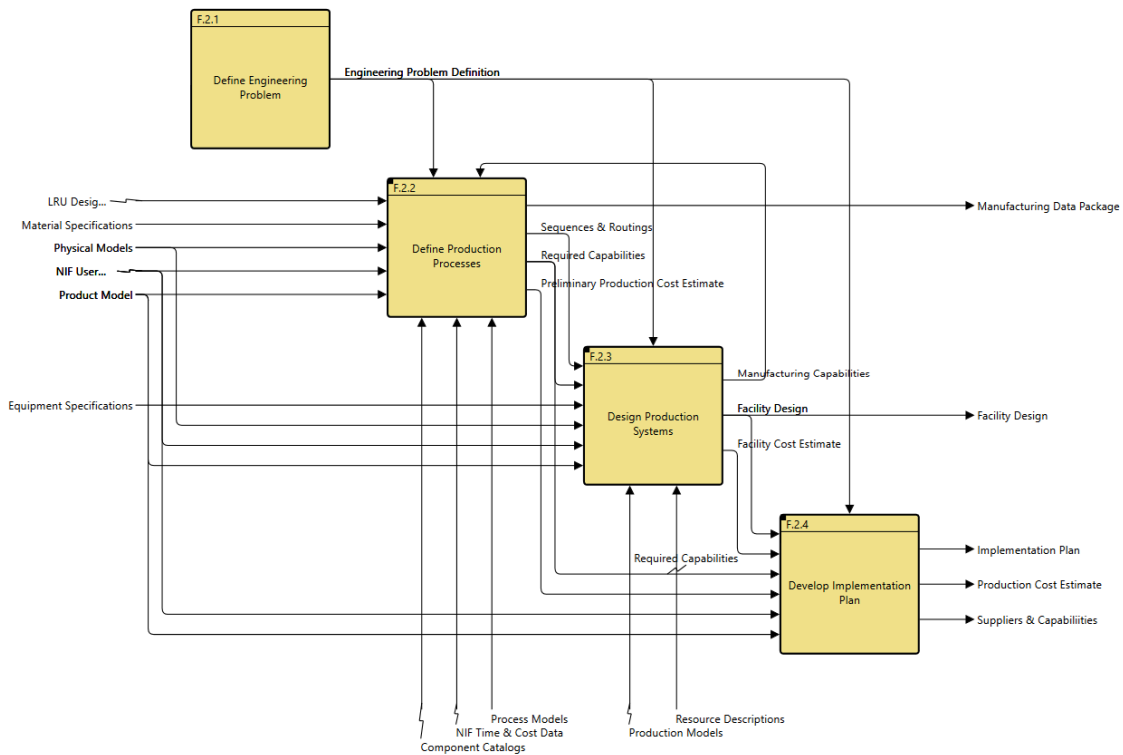 F.2.1
Define Engineering
Problem
Engineering Problem Definition
F.2.2
Define Production
Processes
LRU Desig...
Material Specifications
Physical Models
NIF User...
Product Model
Manufacturing Data Package
Sequences & Routings
Required Capabilities
Preliminary Production Cost Estimate
F.2.3
Design Production
Systems
Equipment Specifications
Manufacturing Capabilities
Facility Design
Facility Design
Facility Cost Estimate
F.2.4
Develop Implementation
Plan
Required Capabilities
Implementation Plan
Production Cost Estimate
Suppliers & Capabiliities
Process Models
NIF Time & Cost Data
Component Catalogs
Resource Descriptions
Production Models